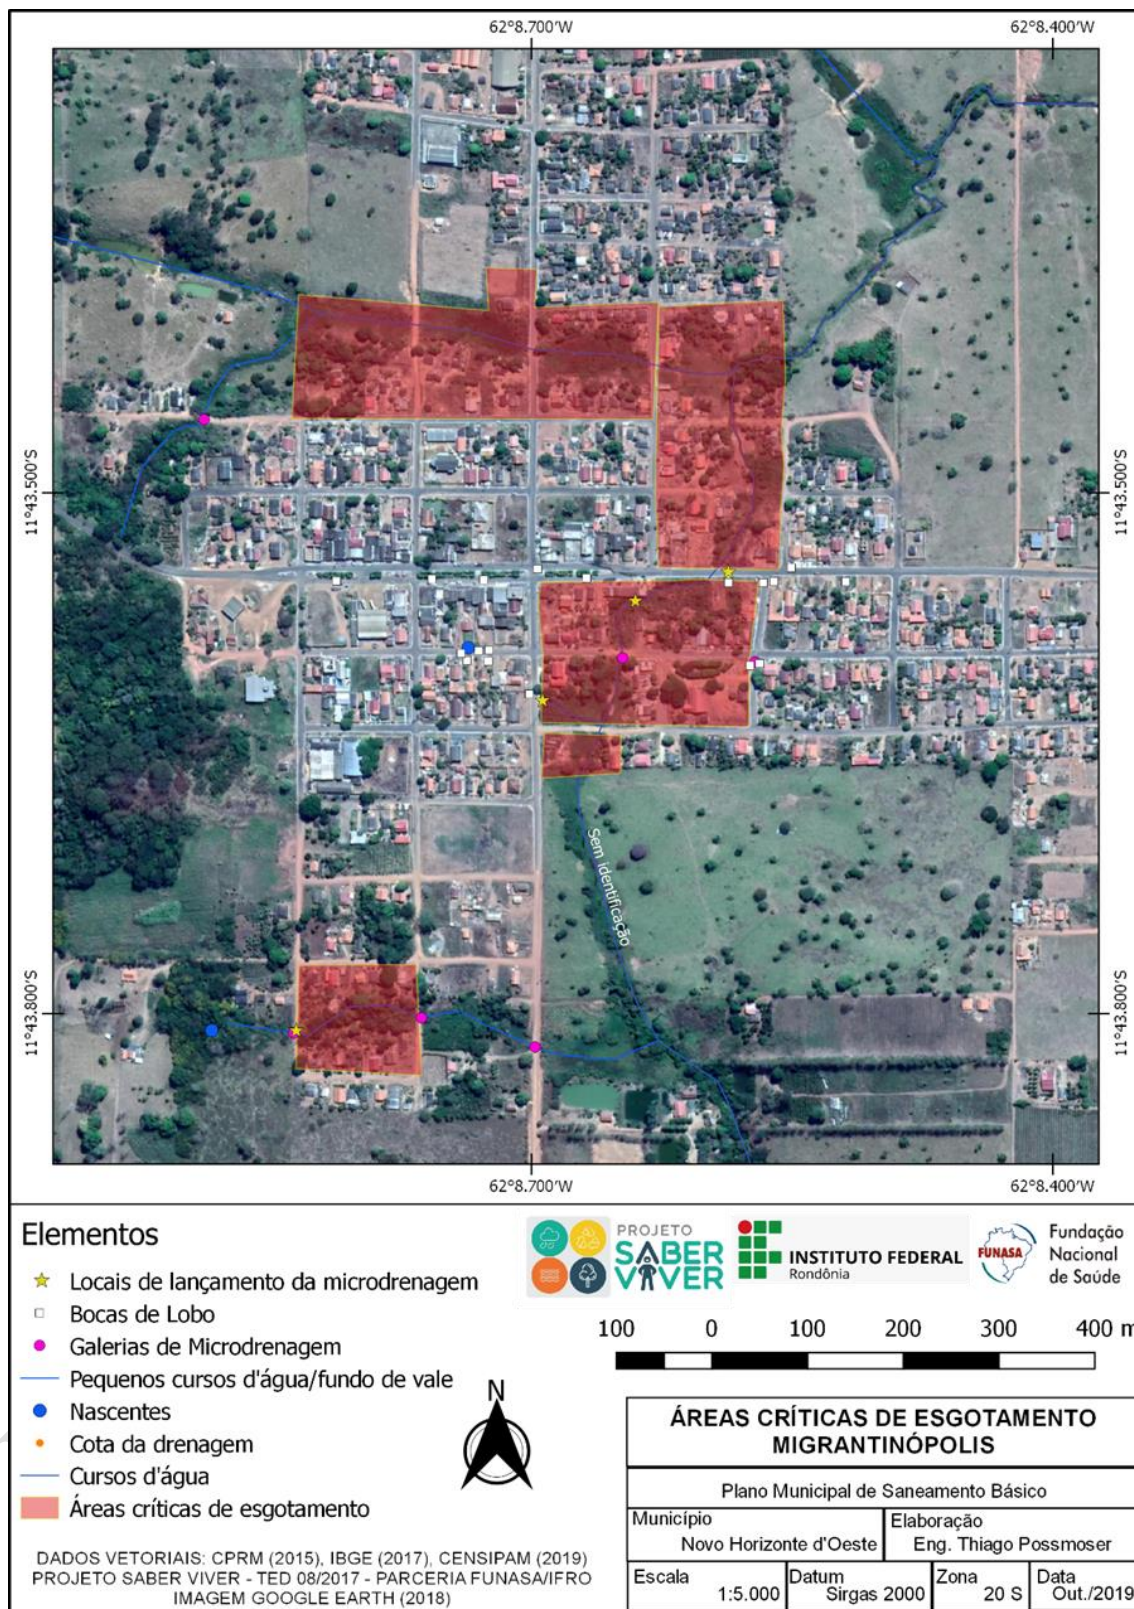 62°8.700'W
62°8.400'W
11°43.500'S
11°43.500'S
Sem identificação
11°43.800'S
11°43.800'S
62°8.700'W
62°8.400'W
Elementos
Locais de lançamento da microdrenagem
Bocas de Lobo
Galerias de Microdrenagem
Pequenos cursos d'água/fundo de vale
Nascentes
Cota da drenagem
Cursos d'água
Áreas críticas de esgotamento
N
DADOS VETORIAIS: CPRM (2015), IBGE (2017), CENSIPAM (2019)
PROJETO SABER VIVER - TED 08/2017 - PARCERIA FUNASA/IFRO
IMAGEM GOOGLE EARTH (2018)
PROJETO
SABER
VIVER
INSTITUTO FEDERAL
Rondônia
FUNASA
Fundação
Nacional
de Saúde
100 0 100 200 300 400 m
ÁREAS CRÍTICAS DE ESGOTAMENTO
MIGRANTINÓPOLIS
Plano Municipal de Saneamento Básico
Município
Novo Horizonte d'Oeste
Elaboração
Eng. Thiago Possmoser
Escala
1:5.000
Datum
Sirgas 2000
Zona
20 S
Data
Out./2019